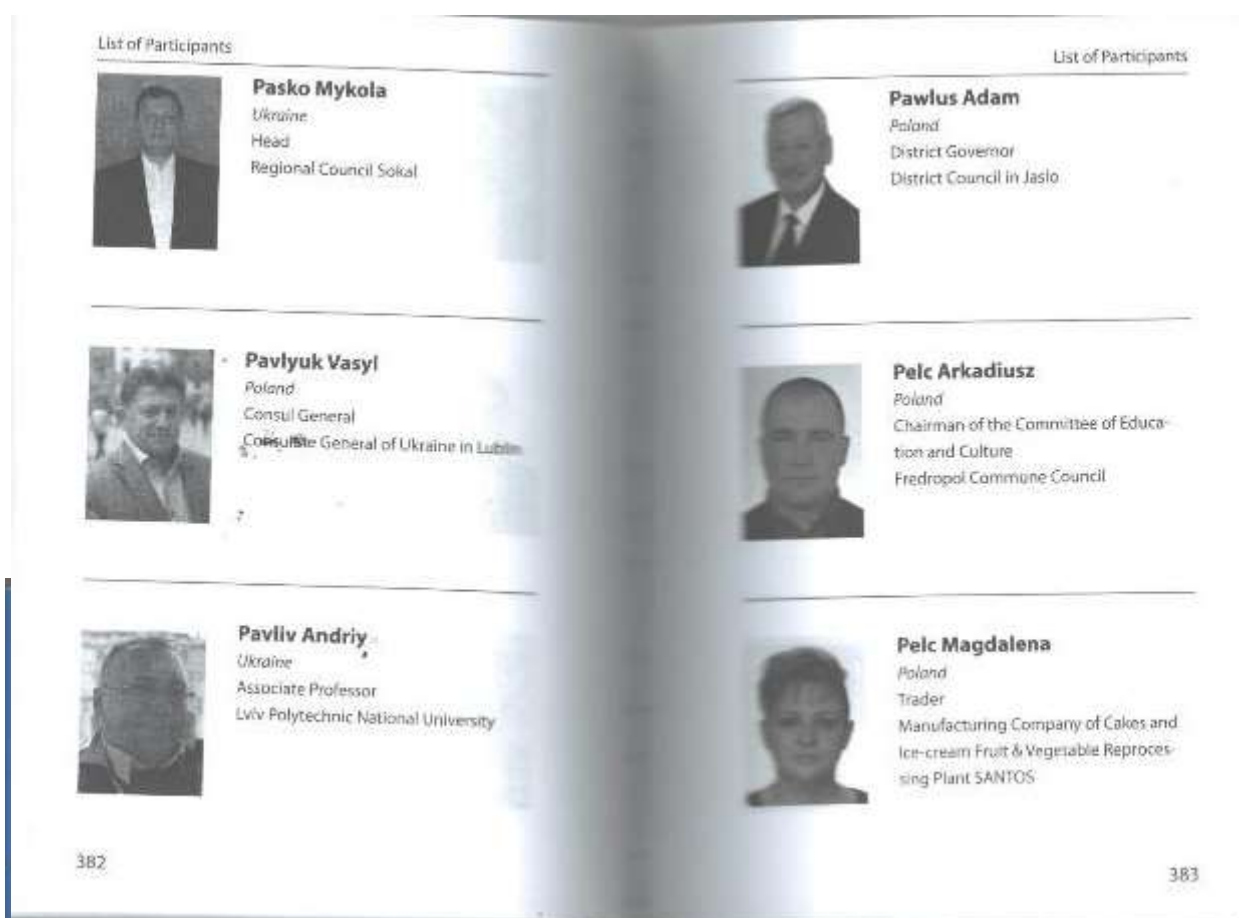 List of Participants
Pasko Mykola
Ukraine
Head
Regional Council Sokal
Pavlyuk Vasyl
Poland
Consul General
Consulate General of Ukraine in Lublin
Pavliv Andriy
Ukraine
Associate Professor
Lviv Polytechnic National University
382
List of Participants
Pawlus Adam
Poland
District Governor
District Council in Jaslo
Pelc Arkadiusz
Poland
Chairman of the Committee of Educa-
tion and Culture
Fredropol Commune Council
Pelc Magdalena
Poland
Trader
Manufacturing Company of Cakes and
Ice-cream Fruit & Vegetable Reproces-
sing Plant SANTOS
383